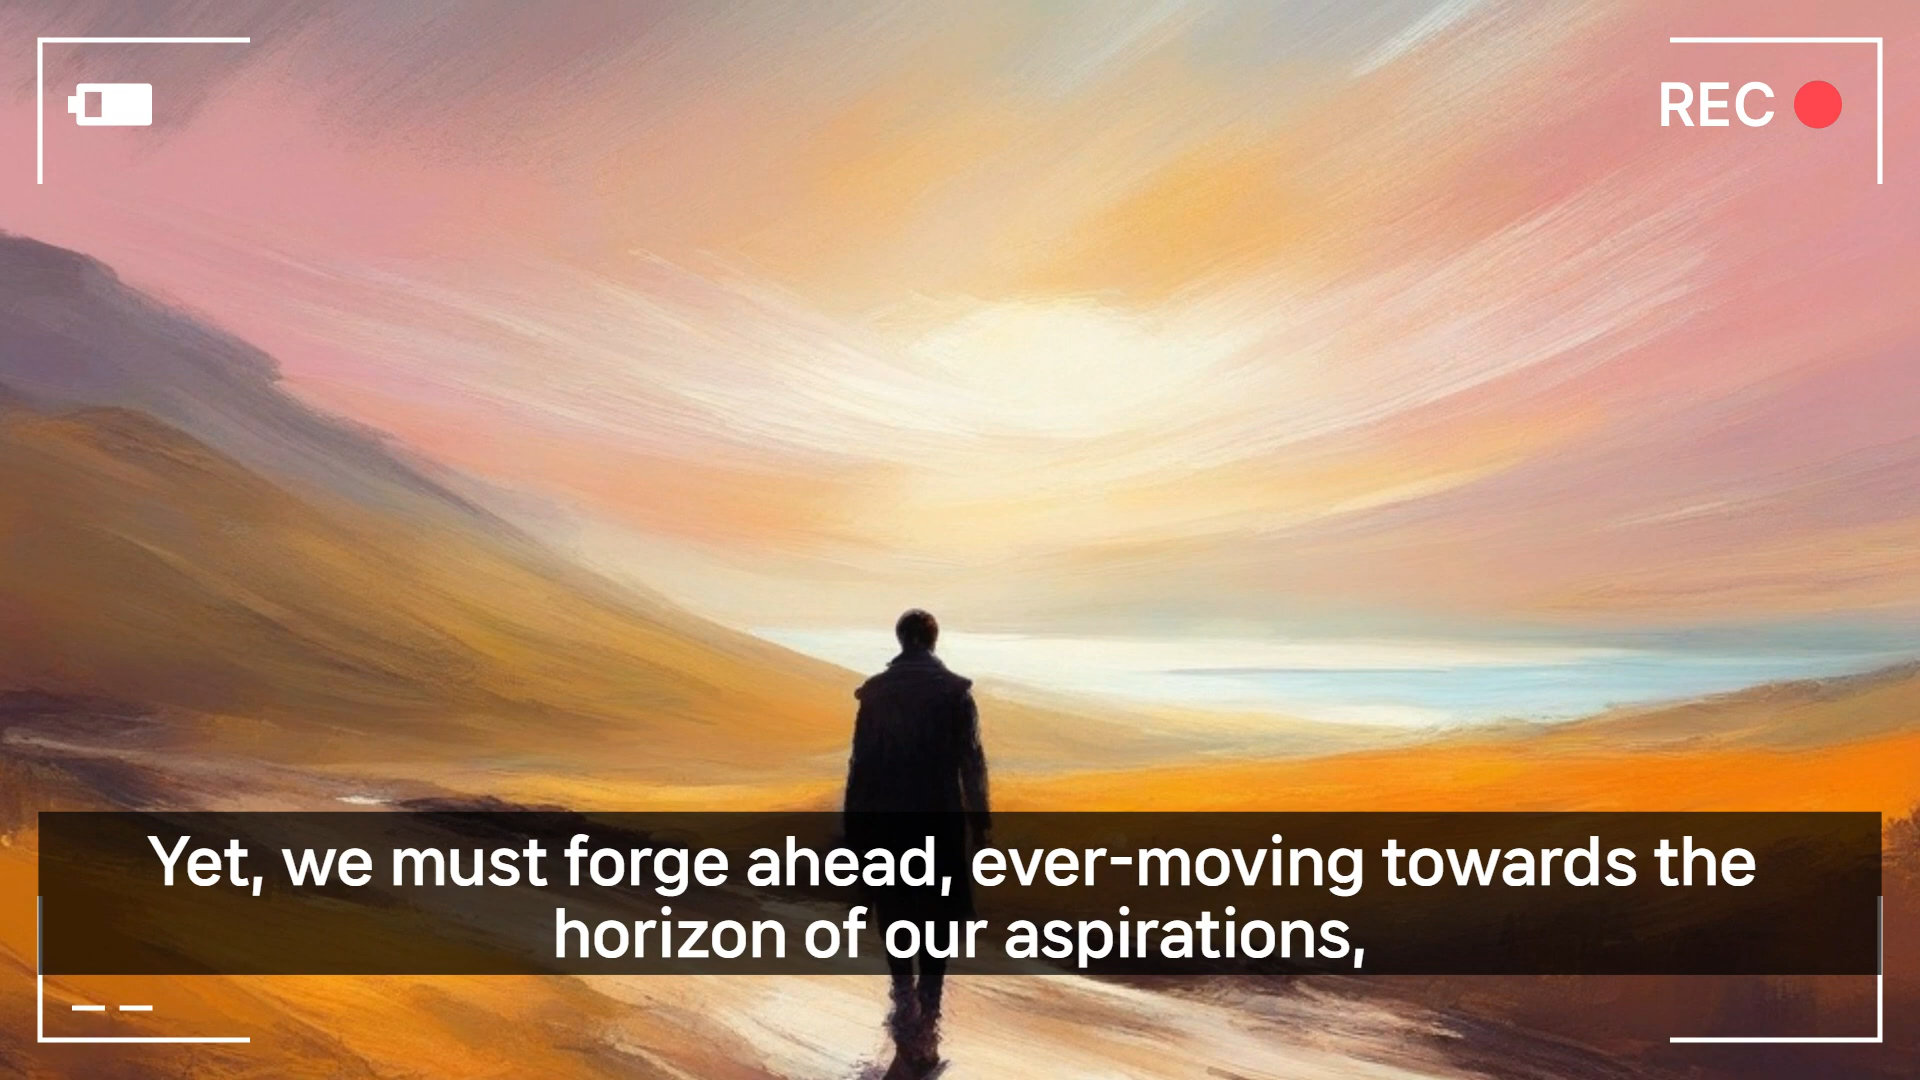 REC
Yet, we must forge ahead, ever-moving towards the
horizon of our aspirations,